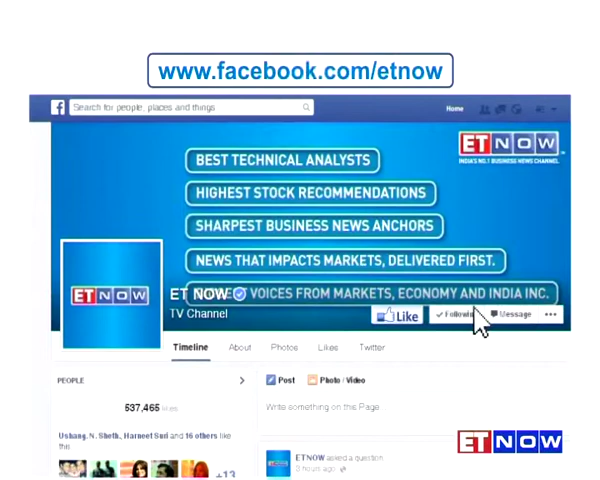 www.facebook.com/etnow
f Search for people, places and things Home
ET NOW
INDIA'S NO.1 BUSINESS NEWS CHANNEL
BEST TECHNICAL ANALYSTS
HIGHEST STOCK RECOMMENDATIONS
SHARPEST BUSINESS NEWS ANCHORS
NEWS THAT IMPACTS MARKETS, DELIVERED FIRST.
VOICES FROM MARKETS, ECONOMY AND INDIA INC.
ET NOW
ET NOW
TV Channel
Like Following Message
Timeline About Photos Likes Twitter
PEOPLE
537,465 likes
Ushang. N. Sheth, Harneet Suri and 16 others like
this
+13
Post Photo / Video
Write something on this Page
ETNOW asked a question
3 hours ago
ET NOW